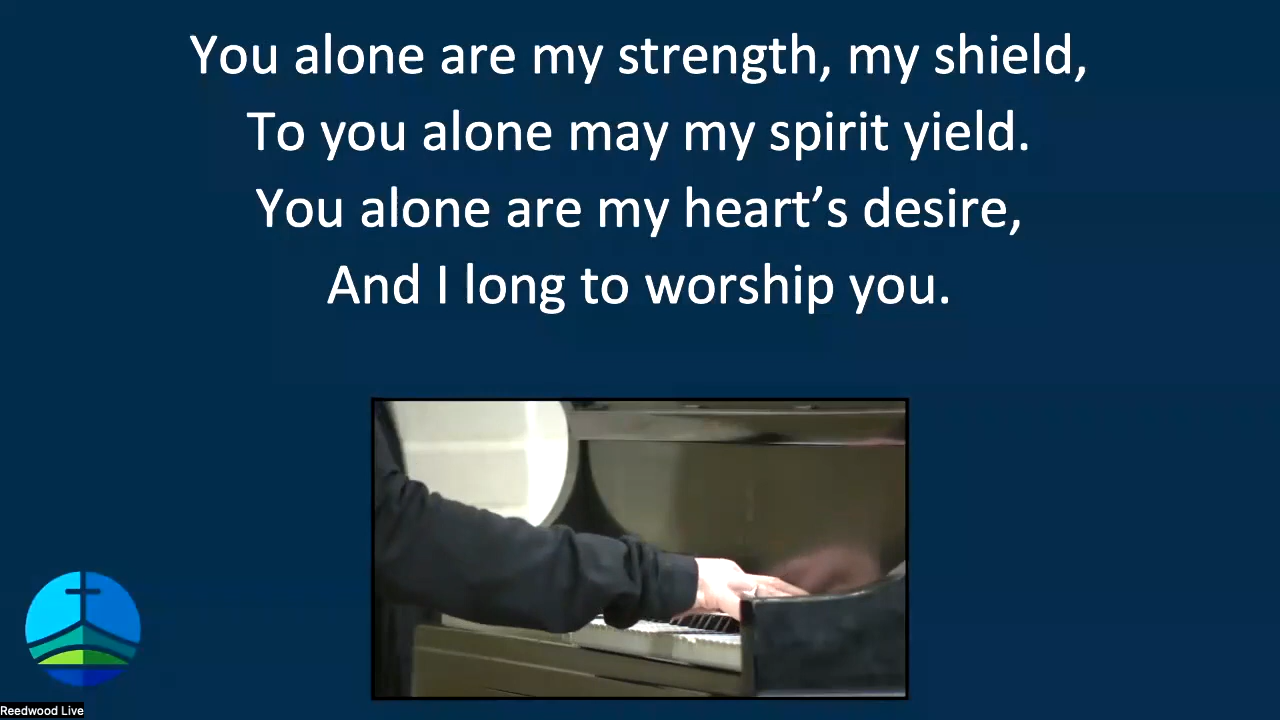 You alone are my strength, my shield,
To you alone may my spirit yield.
You alone are my heart’s desire,
And I long to worship you.
Reedwood Live